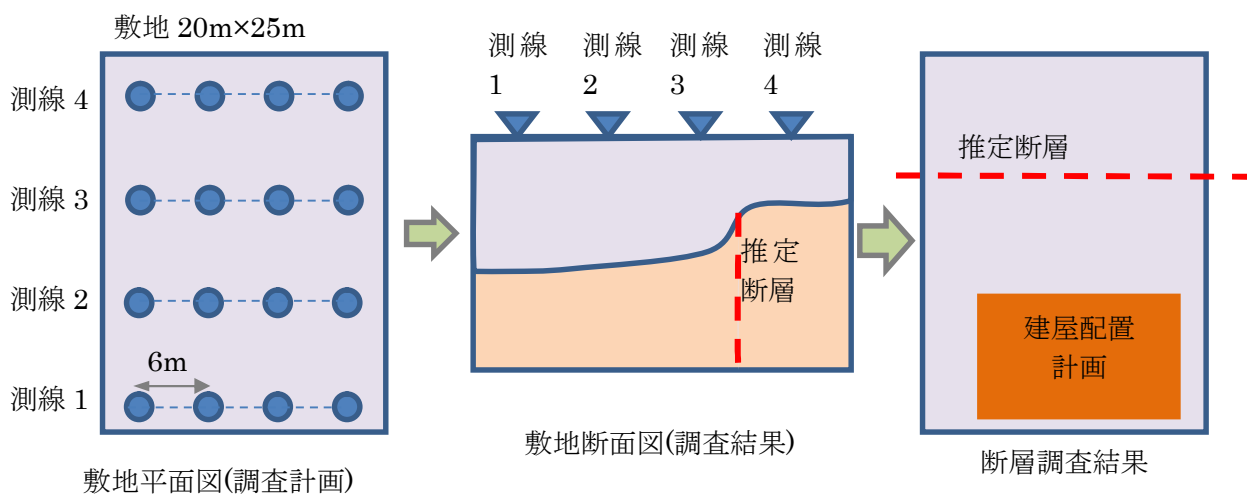 敷地 20m×25m
測線 4
測線 3
測線 2
測線 1
6m
敷地平面図(調査計画)
測線
1
測線
2
測線
3
測線
4
推定
断層
敷地断面図(調査結果)
推定断層
建屋配置
計画
断層調査結果